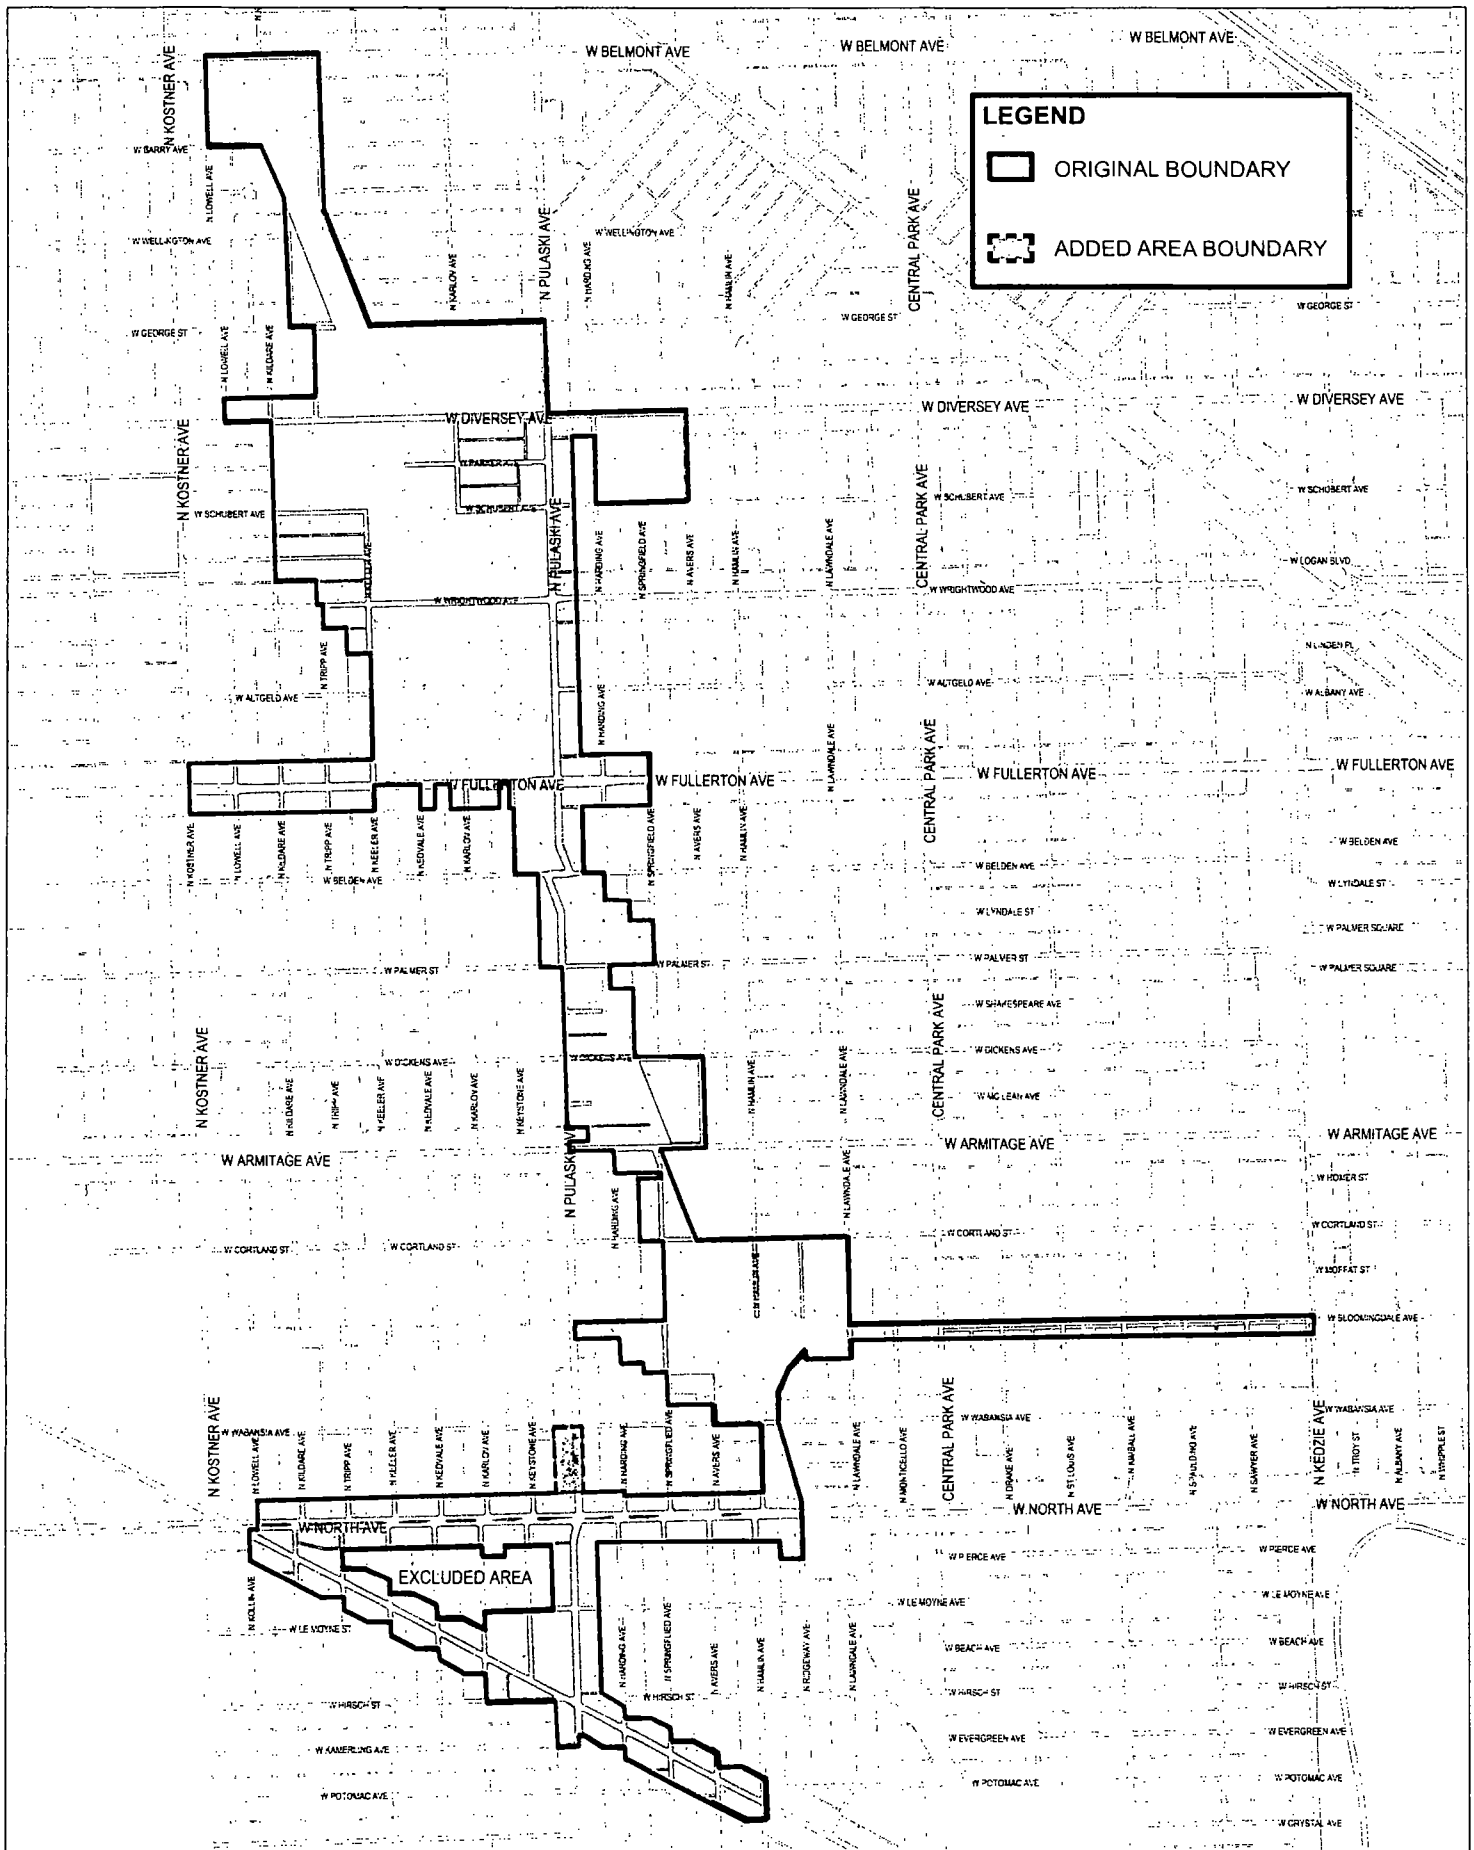 W BELMONT AVE
W BELMONT AVE
W BELMONT AVE
N KOSTNER AVE
LEGEND
ORIGINAL BOUNDARY
ADDED AREA BOUNDARY
W BARRY AVE
N LOWELL AVE
W WELLINGTON AVE
W WELLINGTON AVE
N KARLOV AVE
N PULASKI AVE
N HARDING AVE
N HAMLIN AVE
CENTRAL PARK AVE
W GEORGE ST
W GEORGE ST
W GEORGE ST
N LOWELL AVE
N KILDARE AVE
W DIVERSEY AVE
W DIVERSEY AVE
W DIVERSEY AVE
N KOSTNER AVE
W PARKER AVE
W SCHUBERT AVE
W SCHUBERT AVE
W SCHUBERT AVE
W SCHUBERT AVE
N PULASKI AVE
N HARDING AVE
N SPRINGFIELD AVE
N AVERS AVE
N HAMLIN AVE
N LAWNDALE AVE
CENTRAL PARK AVE
W LOGAN BLVD
W WRIGHTWOOD AVE
W WRIGHTWOOD AVE
N LINDEN PL
N TRIPP AVE
W ALTGELD AVE
W ALTGELD AVE
W ALBANY AVE
N HARDING AVE
N LAWNDALE AVE
CENTRAL PARK AVE
W FULLERTON AVE
W FULLERTON AVE
W FULLERTON AVE
W FULLERTON AVE
N KOSTNER AVE
N LOWELL AVE
N KILDARE AVE
N TRIPP AVE
N KEELER AVE
N KEDVALE AVE
N KARLOV AVE
N SPRINGFIELD AVE
N AVERS AVE
N HAMLIN AVE
W BELDEN AVE
W BELDEN AVE
W BELDEN AVE
W LYNDALE ST
W LYNDALE ST
W PALMER SQUARE
W PALMER ST
W PALMER ST
W PALMER ST
W PALMER SQUARE
W SHAKESPEARE AVE
N KOSTNER AVE
CENTRAL PARK AVE
W DICKENS AVE
W DICKENS AVE
W DICKENS AVE
N KILDARE AVE
N TRIPP AVE
N KEELER AVE
N KEDVALE AVE
N KARLOV AVE
N KEYSTONE AVE
N HAMLIN AVE
N LAWNDALE AVE
W MC LEAN AVE
W ARMITAGE AVE
W ARMITAGE AVE
W ARMITAGE AVE
N PULASKI AVE
N HARDING AVE
N LAWNDALE AVE
W HOMER ST
W CORTLAND ST
W CORTLAND ST
W CORTLAND ST
W CORTLAND ST
W MOFFAT ST
N HAMLIN AVE
W BLOOMINGDALE AVE
N KOSTNER AVE
W WABANSIA AVE
N LOWELL AVE
N KILDARE AVE
N TRIPP AVE
N KEELER AVE
N KEDVALE AVE
N KARLOV AVE
N KEYSTONE AVE
N HARDING AVE
N SPRINGFLIED AVE
N AVERS AVE
N LAWNDALE AVE
N MONTICELLO AVE
CENTRAL PARK AVE
W WABANSIA AVE
N DRAKE AVE
N ST LOUIS AVE
N KIMBALL AVE
N SPAULDING AVE
N SAWYER AVE
N KEDZIE AVE
W WABANSIA AVE
N TROY ST
N ALBANY AVE
N WHIPPLE ST
W NORTH AVE
W NORTH AVE
W NORTH AVE
EXCLUDED AREA
W PIERCE AVE
W PIERCE AVE
N KOLLIN AVE
W LE MOYNE ST
W LE MOYNE AVE
W LE MOYNE AVE
N HARDING AVE
N SPRINGFLIED AVE
N AVERS AVE
N HAMLIN AVE
N RIDGEWAY AVE
N LAWNDALE AVE
W BEACH AVE
W BEACH AVE
W HIRSCH ST
W HIRSCH ST
W HIRSCH ST
W HIRSCH ST
W KAMERLING AVE
W EVERGREEN AVE
W EVERGREEN AVE
W POTOMAC AVE
W POTOMAC AVE
W POTOMAC AVE
W CRYSTAL AVE